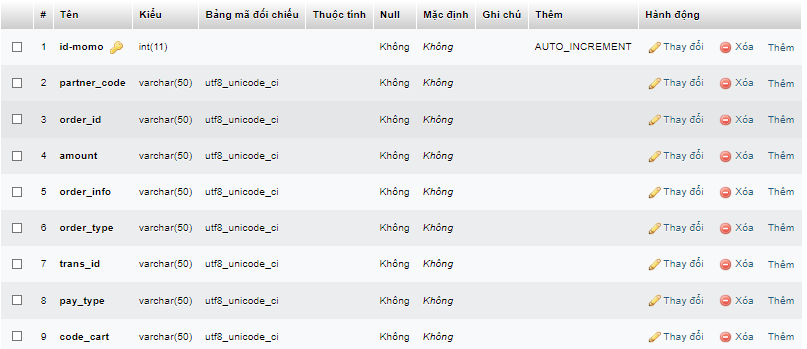 # Tên Kiểu Bảng mã đối chiếu Thuộc tính Null Mặc định Ghi chú Thêm Hành động
1 id-momo int(11) Không Không AUTO_INCREMENT Thay đổi Xóa Thêm
2 partner_code varchar(50) utf8_unicode_ci Không Không Thay đổi Xóa Thêm
3 order_id varchar(50) utf8_unicode_ci Không Không Thay đổi Xóa Thêm
4 amount varchar(50) utf8_unicode_ci Không Không Thay đổi Xóa Thêm
5 order_info varchar(50) utf8_unicode_ci Không Không Thay đổi Xóa Thêm
6 order_type varchar(50) utf8_unicode_ci Không Không Thay đổi Xóa Thêm
7 trans_id varchar(50) utf8_unicode_ci Không Không Thay đổi Xóa Thêm
8 pay_type varchar(50) utf8_unicode_ci Không Không Thay đổi Xóa Thêm
9 code_cart varchar(50) utf8_unicode_ci Không Không Thay đổi Xóa Thêm